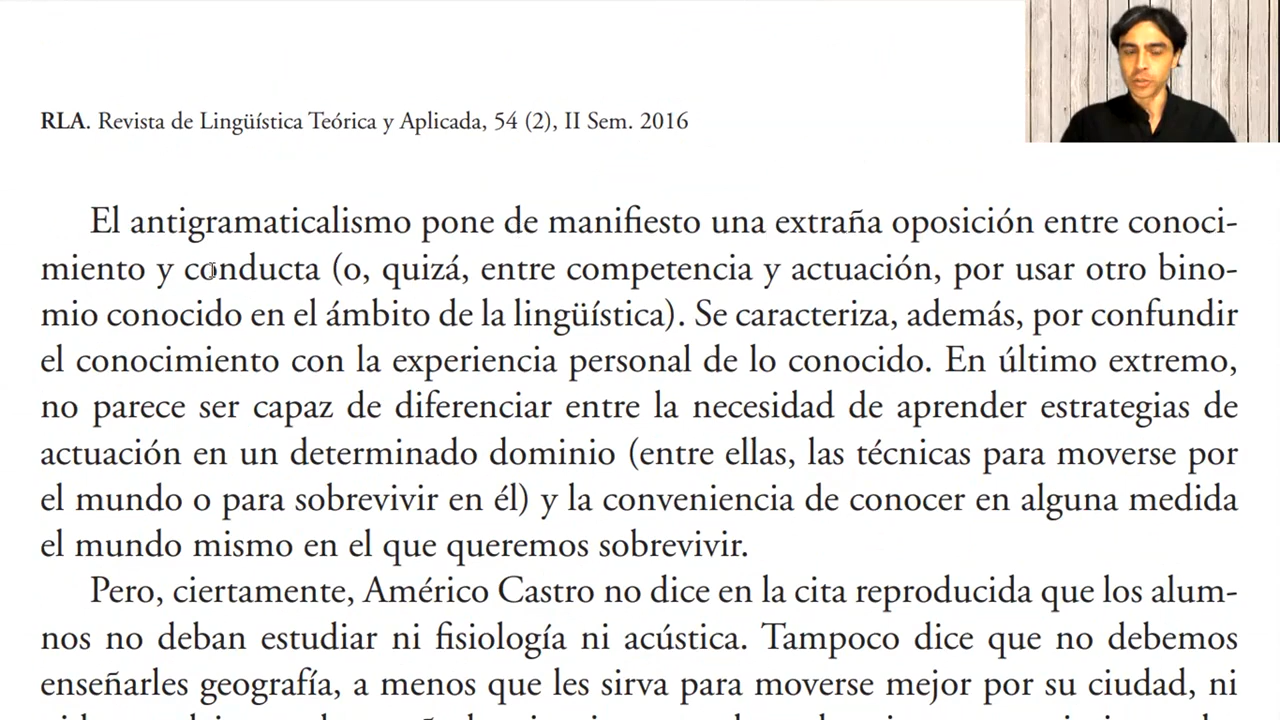 RLA. Revista de Lingüística Teórica y Aplicada, 54 (2), II Sem. 2016
El antigramaticalismo pone de manifiesto una extraña oposición entre conoci-
miento y conducta (o, quizá, entre competencia y actuación, por usar otro bino-
mio conocido en el ámbito de la lingüística). Se caracteriza, además, por confundir
el conocimiento con la experiencia personal de lo conocido. En último extremo,
no parece ser capaz de diferenciar entre la necesidad de aprender estrategias de
actuación en un determinado dominio (entre ellas, las técnicas para moverse por
el mundo o para sobrevivir en él) y la conveniencia de conocer en alguna medida
el mundo mismo en el que queremos sobrevivir.
Pero, ciertamente, Américo Castro no dice en la cita reproducida que los alum-
nos no deban estudiar ni fisiología ni acústica. Tampoco dice que no debemos
enseñarles geografía, a menos que les sirva para moverse mejor por su ciudad, ni